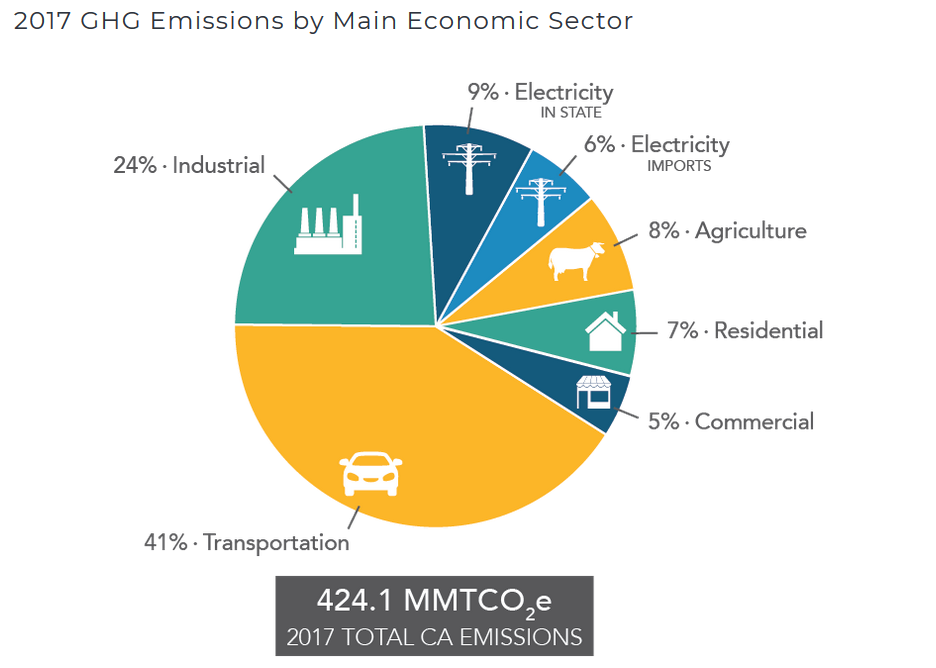 2017 GHG Emissions by Main Economic Sector
9% · Electricity
IN STATE
6% · Electricity
IMPORTS
24% · Industrial
8% · Agriculture
7% · Residential
5% · Commercial
41% · Transportation
424.1 MMTCO₂e
2017 TOTAL CA EMISSIONS